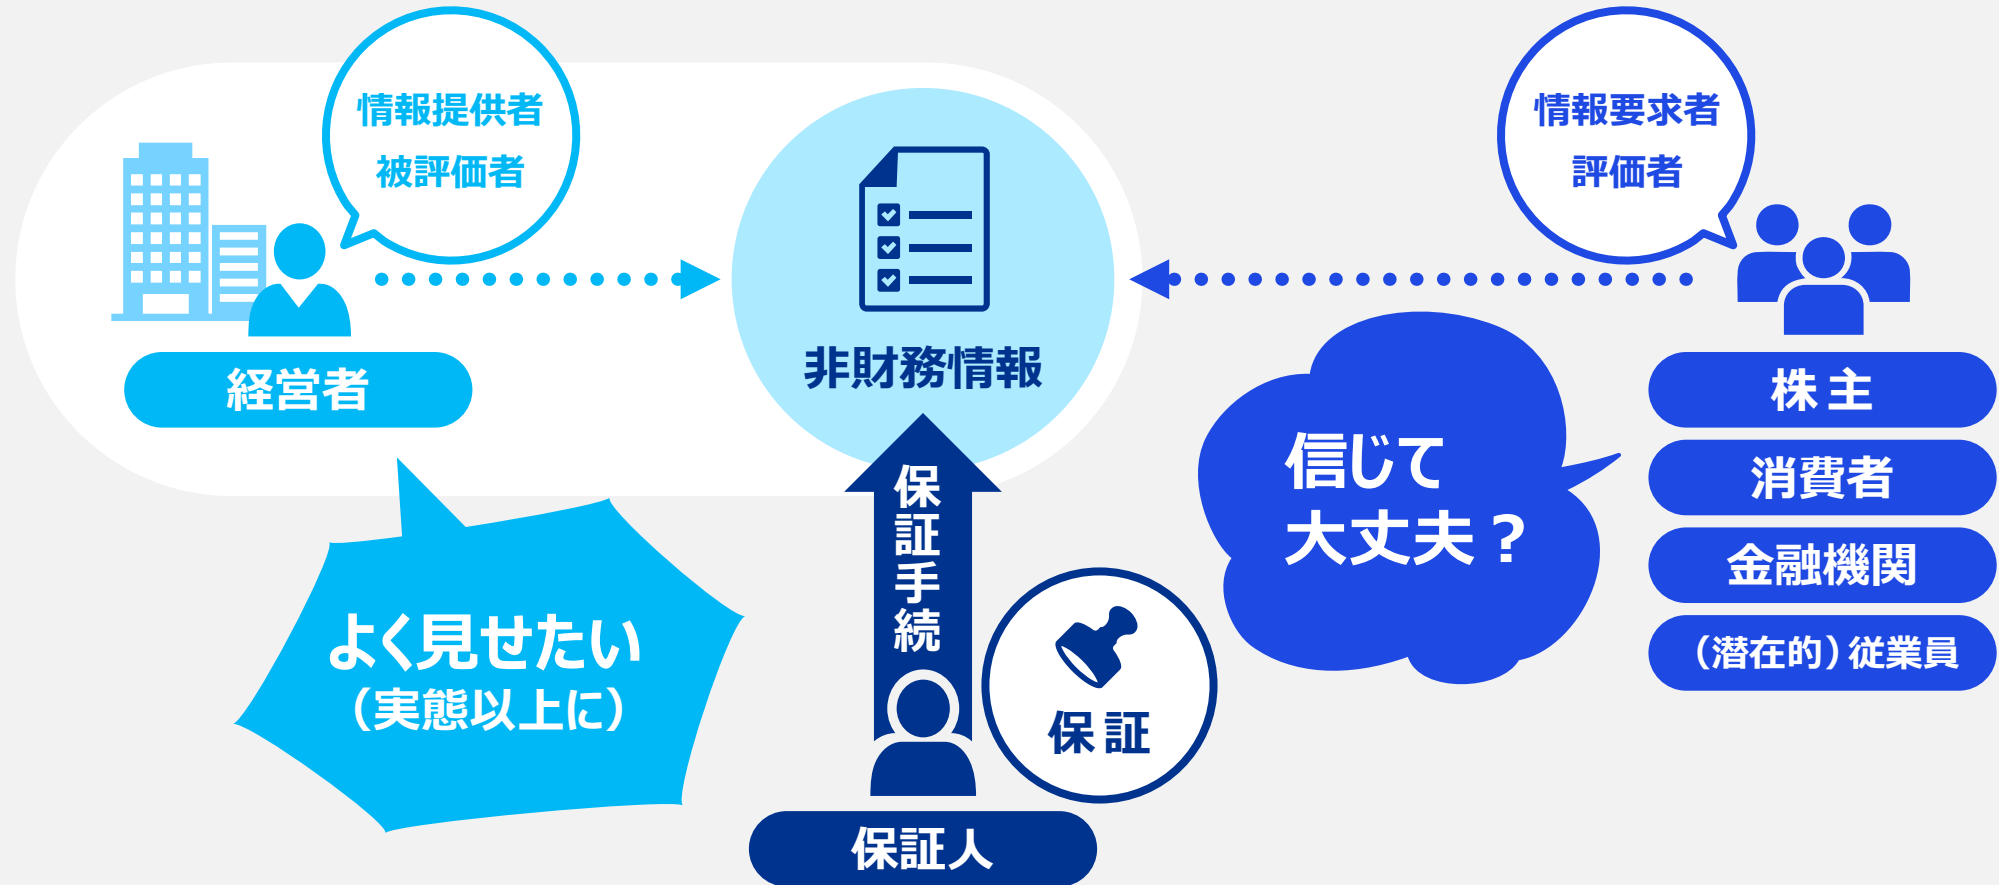 情報提供者
被評価者
経営者
よく見せたい
（実態以上に）
非財務情報
保証手続
保証
保証人
情報要求者
評価者
信じて
大丈夫？
株主
消費者
金融機関
（潜在的）従業員